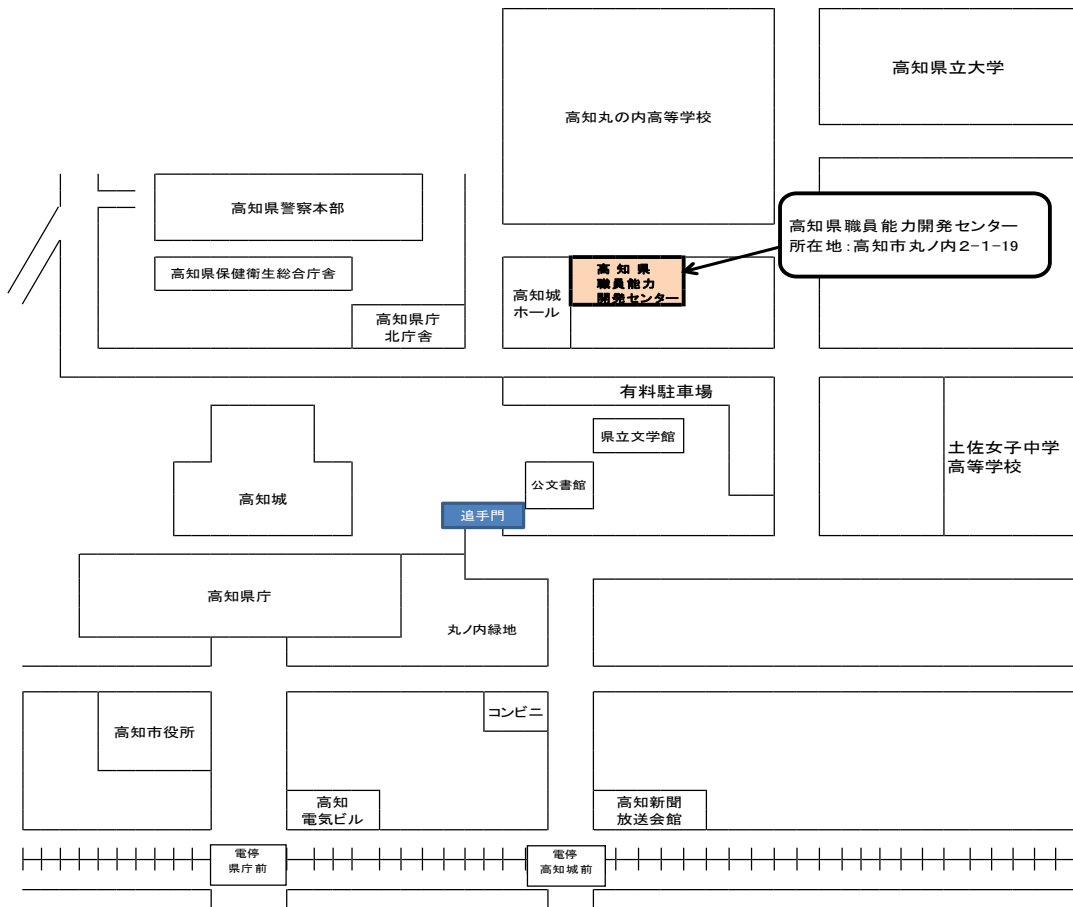 高知県立大学
高知丸の内高等学校
高知県警察本部
高知県職員能力開発センター
所在地:高知市丸ノ内2-1-19
高知県保健衛生総合庁舎
高知県
職員能力
開発センター
高知城
ホール
高知県庁
北庁舎
有料駐車場
県立文学館
土佐女子中学
高等学校
公文書館
高知城
追手門
高知県庁
丸ノ内緑地
コンビニ
高知市役所
高知
電気ビル
高知新聞
放送会館
電停
県庁前
電停
高知城前